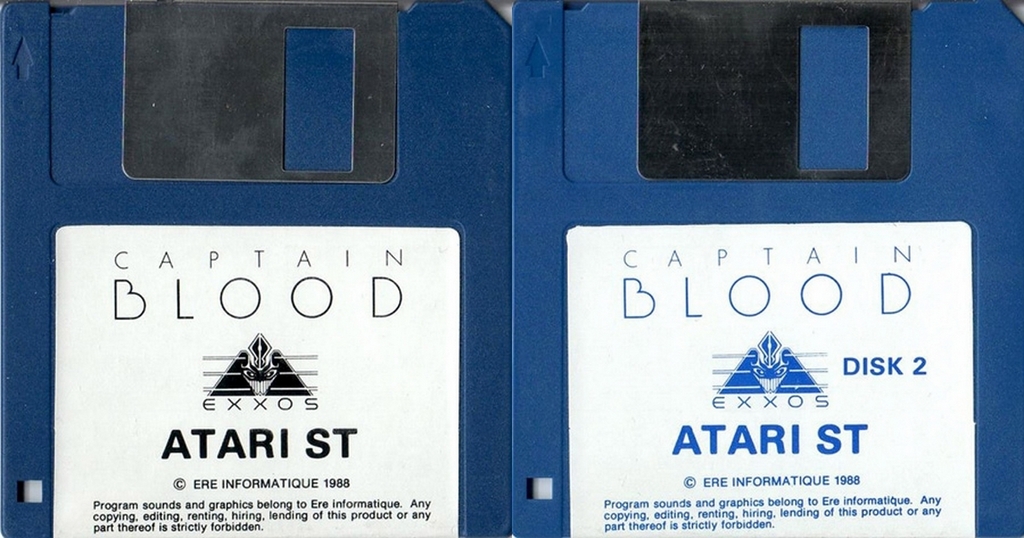 CAPTAIN
BLOOD
EXXOS
ATARI ST
© ERE INFORMATIQUE 1988
Program sounds and graphics belong to Ere informatique. Any
copying, editing, renting, hiring, lending of this product or any
part thereof is strictly forbidden.
CAPTAIN
BLOOD
DISK 2
EXXOS
ATARI ST
© ERE INFORMATIQUE 1988
Program sounds and graphics belong to Ere informatique. Any
copying, editing, renting, hiring, lending of this product or any
part thereof is strictly forbidden.